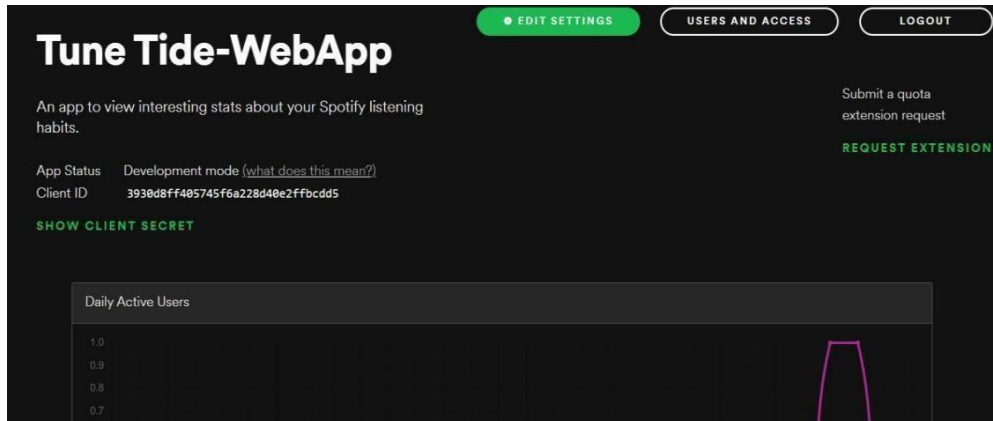 EDIT SETTINGS
USERS AND ACCESS
LOGOUT
Tune Tide-WebApp
An app to view interesting stats about your Spotify listening
habits.
Submit a quota
extension request
REQUEST EXTENSION
App Status Development mode (what does this mean?)
Client ID 3930d8ff405745f6a228d40e2ffbcdd5
SHOW CLIENT SECRET
Daily Active Users
1.0
0.9
0.8
0.7